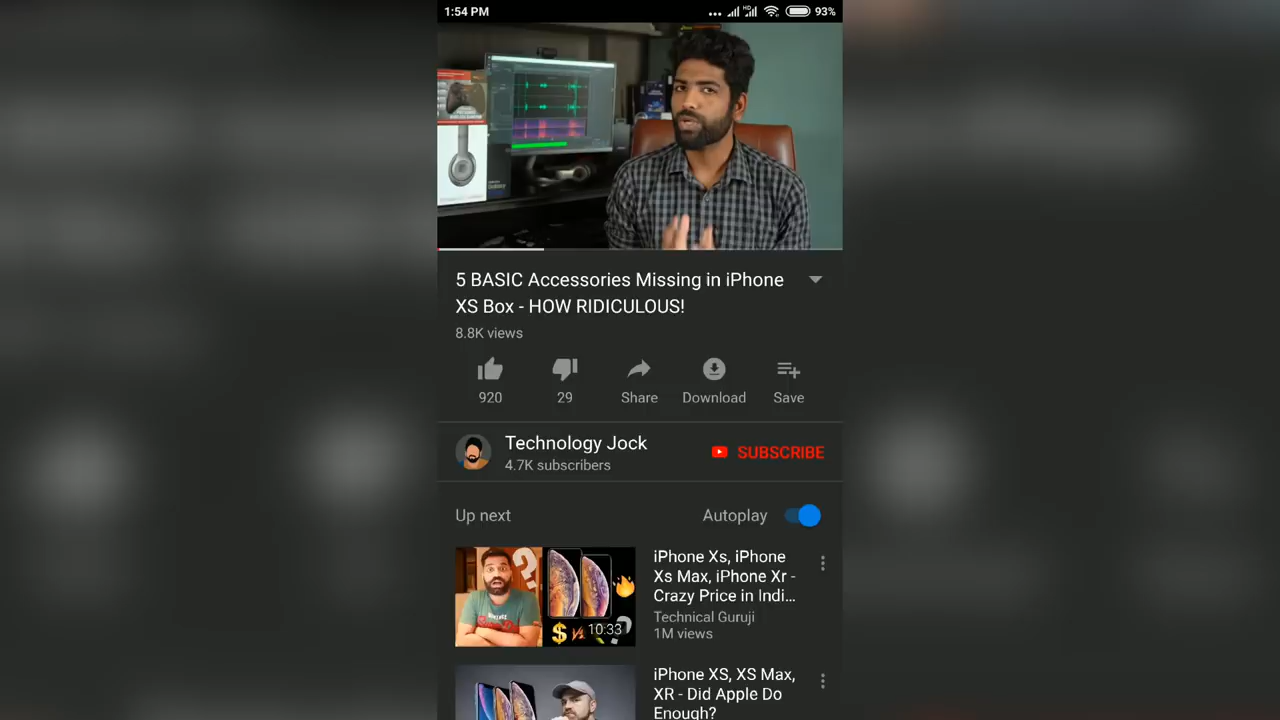 1:54 PM
HD
93%
5 BASIC Accessories Missing in iPhone
XS Box - HOW RIDICULOUS!
8.8K views
920
29
Share
Download
Save
Technology Jock
4.7K subscribers
SUBSCRIBE
Up next
Autoplay
iPhone Xs, iPhone
Xs Max, iPhone Xr -
Crazy Price in Indi...
Technical Guruji
1M views
$
10:33
?
iPhone XS, XS Max,
XR - Did Apple Do
Enough?